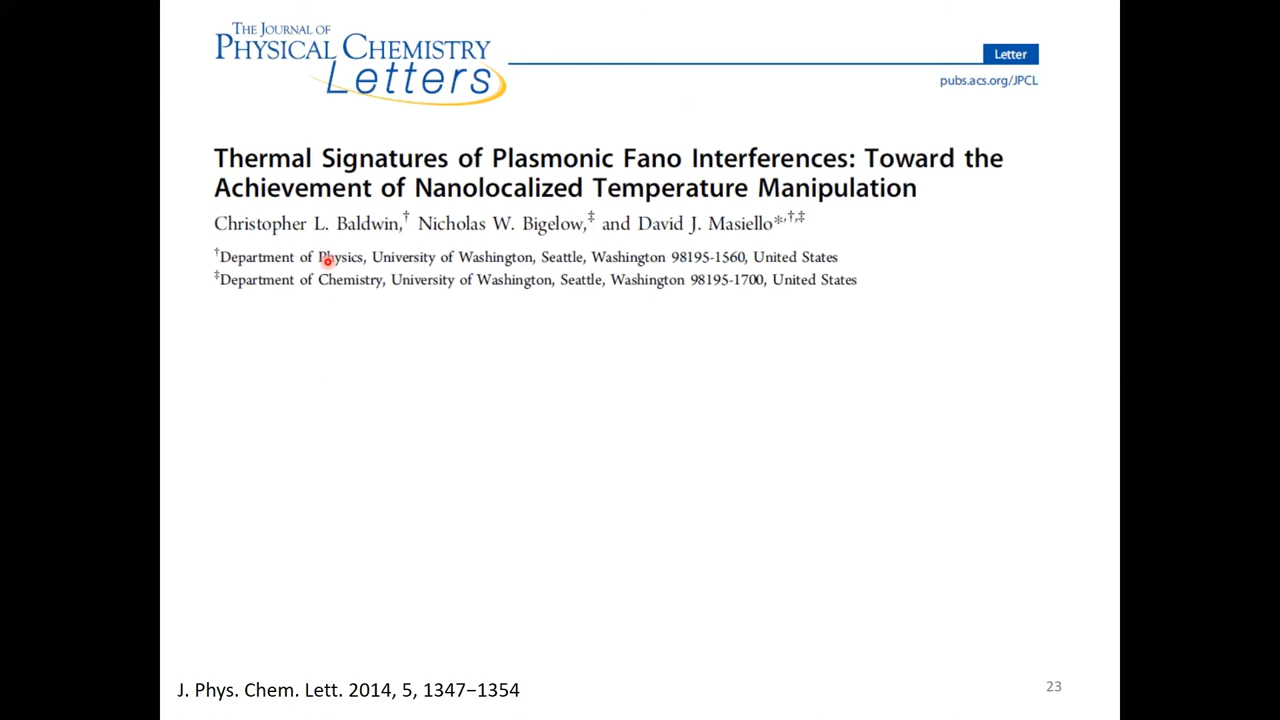 THE JOURNAL OF
PHYSICAL CHEMISTRY
Letters
Letter
pubs.acs.org/JPCL
Thermal Signatures of Plasmonic Fano Interferences: Toward the
Achievement of Nanolocalized Temperature Manipulation
Christopher L. Baldwin,† Nicholas W. Bigelow,‡ and David J. Masiello*,†,‡
†Department of Physics, University of Washington, Seattle, Washington 98195-1560, United States
‡Department of Chemistry, University of Washington, Seattle, Washington 98195-1700, United States
J. Phys. Chem. Lett. 2014, 5, 1347−1354
23